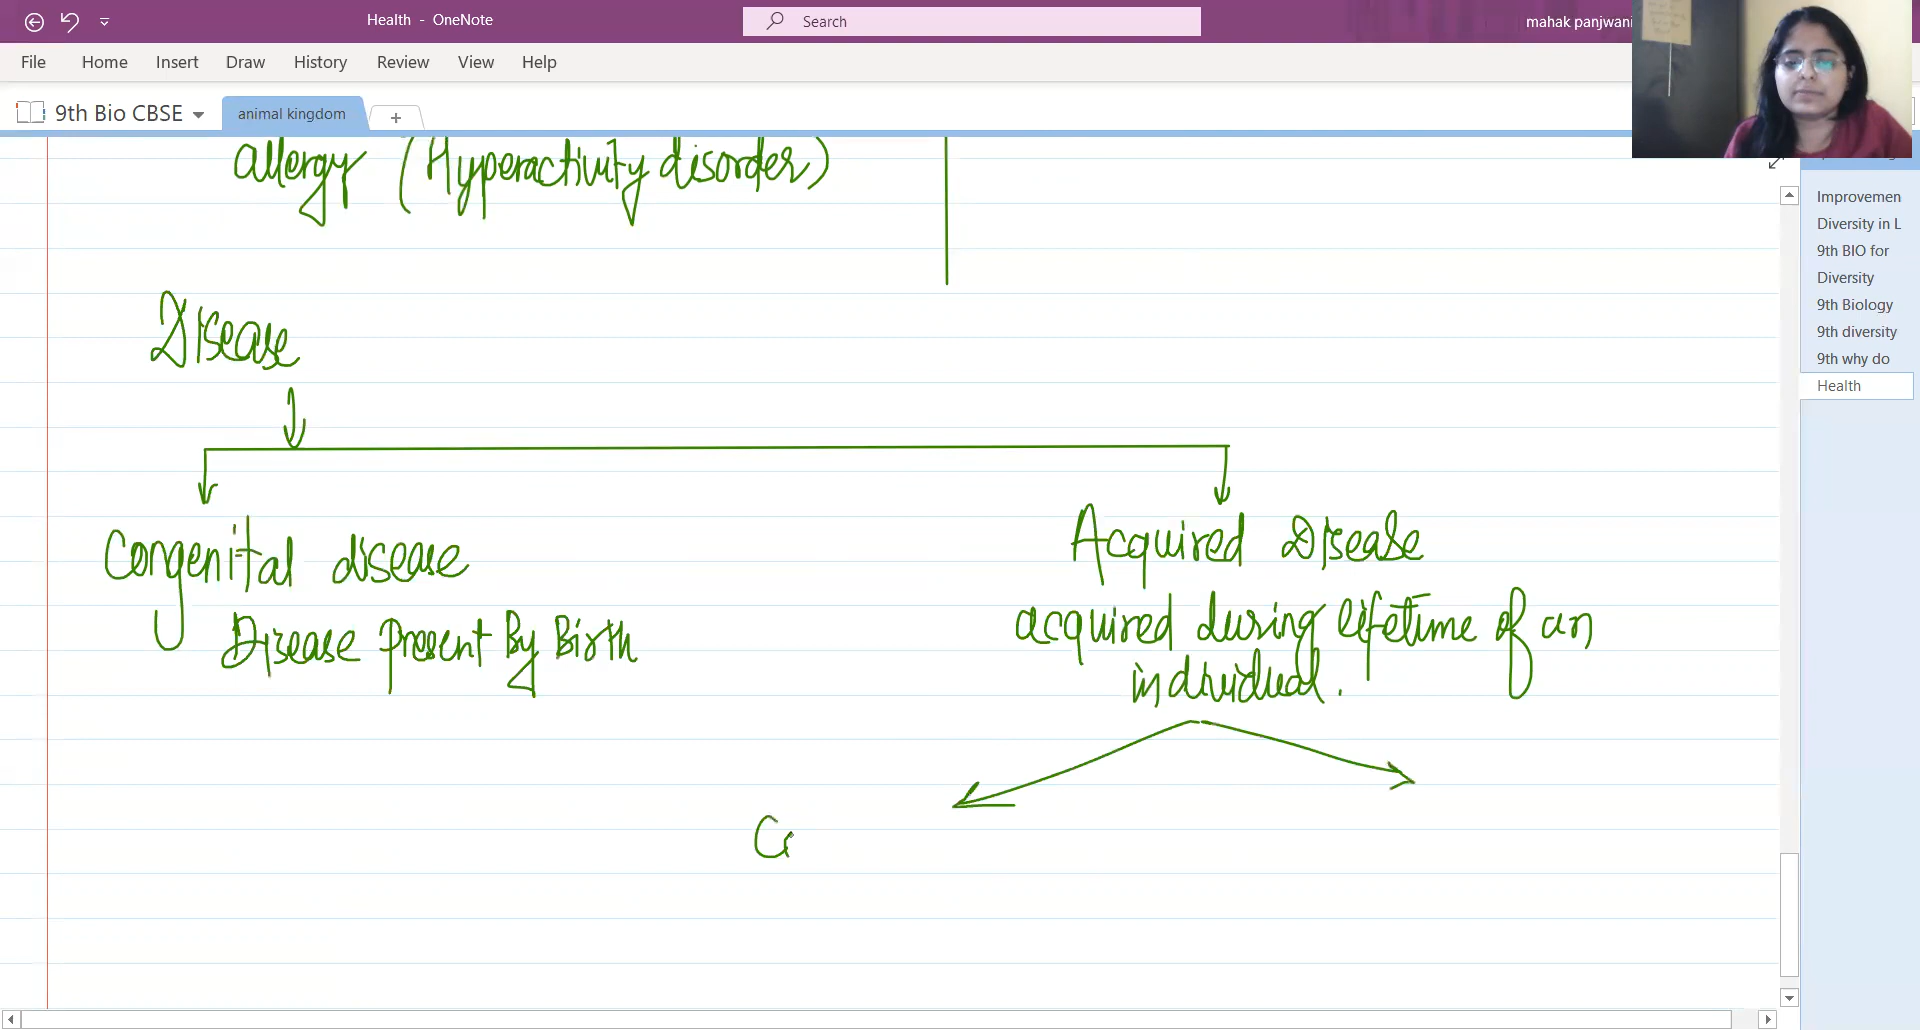 Health - OneNote
Search
mahak panjwani
File Home Insert Draw History Review View Help
9th Bio CBSE
animal kingdom
+
allergy (Hyperactivity disorder)
Disease
Congenital disease
Disease Present By Birth
Acquired Disease
acquired during lifetime of an
individual.
Improvemen
Diversity in L
9th BIO for
Diversity
9th Biology
9th diversity
9th why do
Health